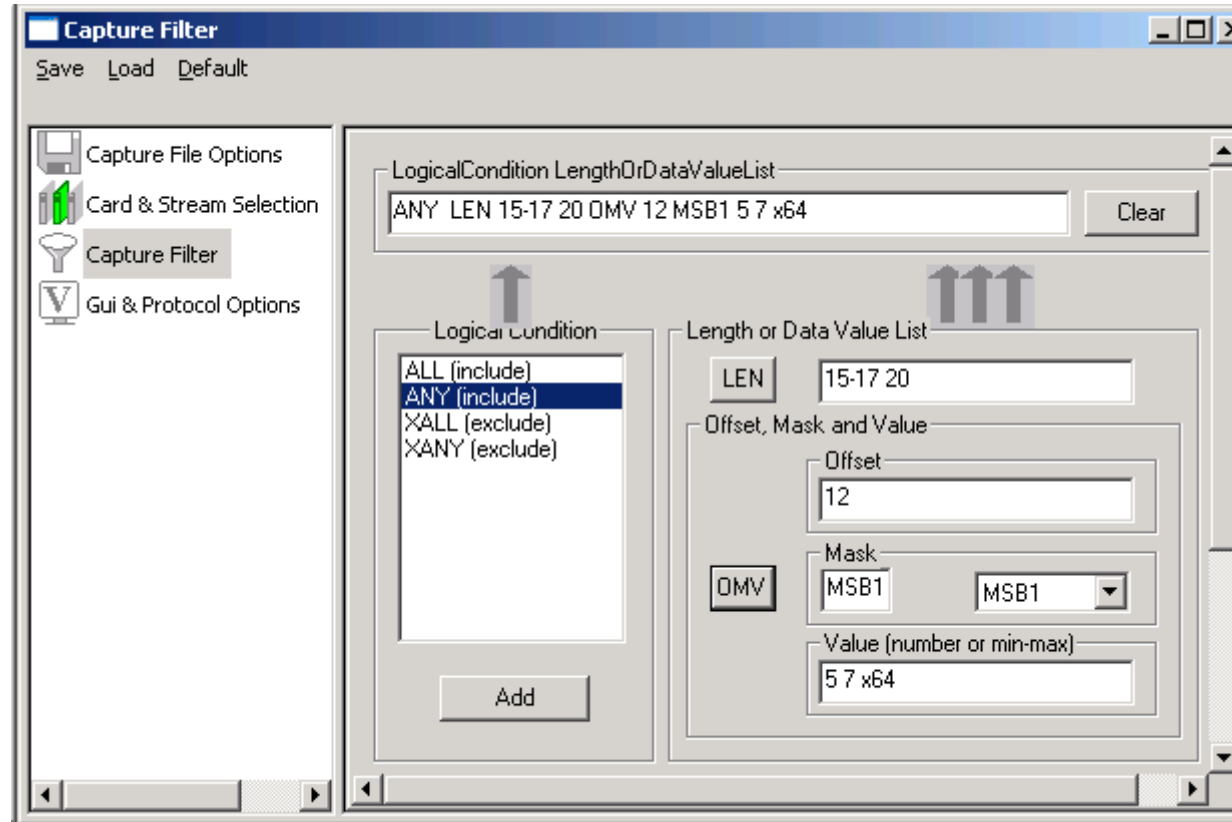 Capture Filter
Save Load Default
Capture File Options
Card & Stream Selection
Capture Filter
Gui & Protocol Options
LogicalCondition LengthOrDataValueList
ANY LEN 15-17 20 OMV 12 MSB1 5 7 x64
Clear
Logical Condition
ALL (include)
ANY (include)
XALL (exclude)
XANY (exclude)
Add
Length or Data Value List
LEN
15-17 20
Offset, Mask and Value
Offset
12
OMV
Mask
MSB1
MSB1
Value (number or min-max)
5 7 x64